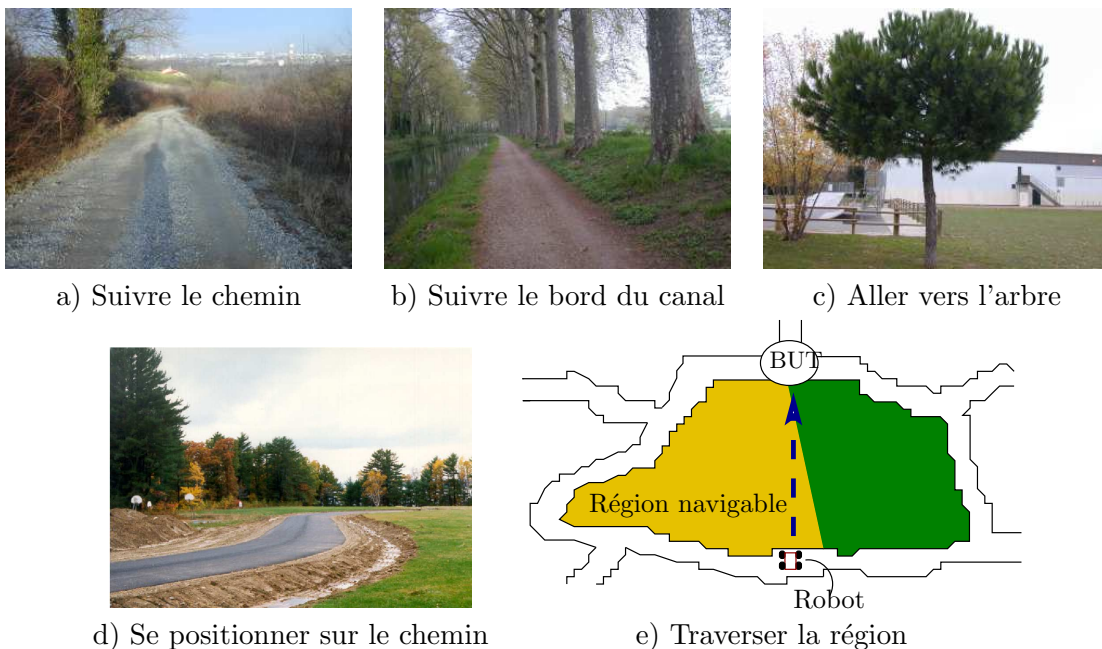 a) Suivre le chemin
b) Suivre le bord du canal
c) Aller vers l'arbre
BUT
Région navigable
Robot
d) Se positionner sur le chemin
e) Traverser la région